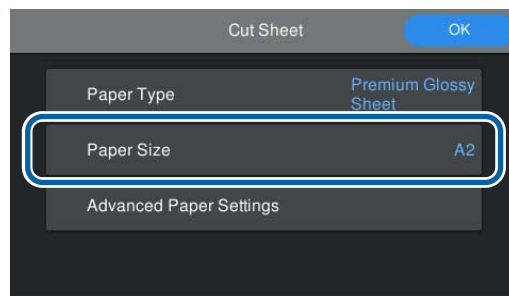 Cut Sheet
OK
Paper Type
Premium Glossy
Sheet
Paper Size
A2
Advanced Paper Settings